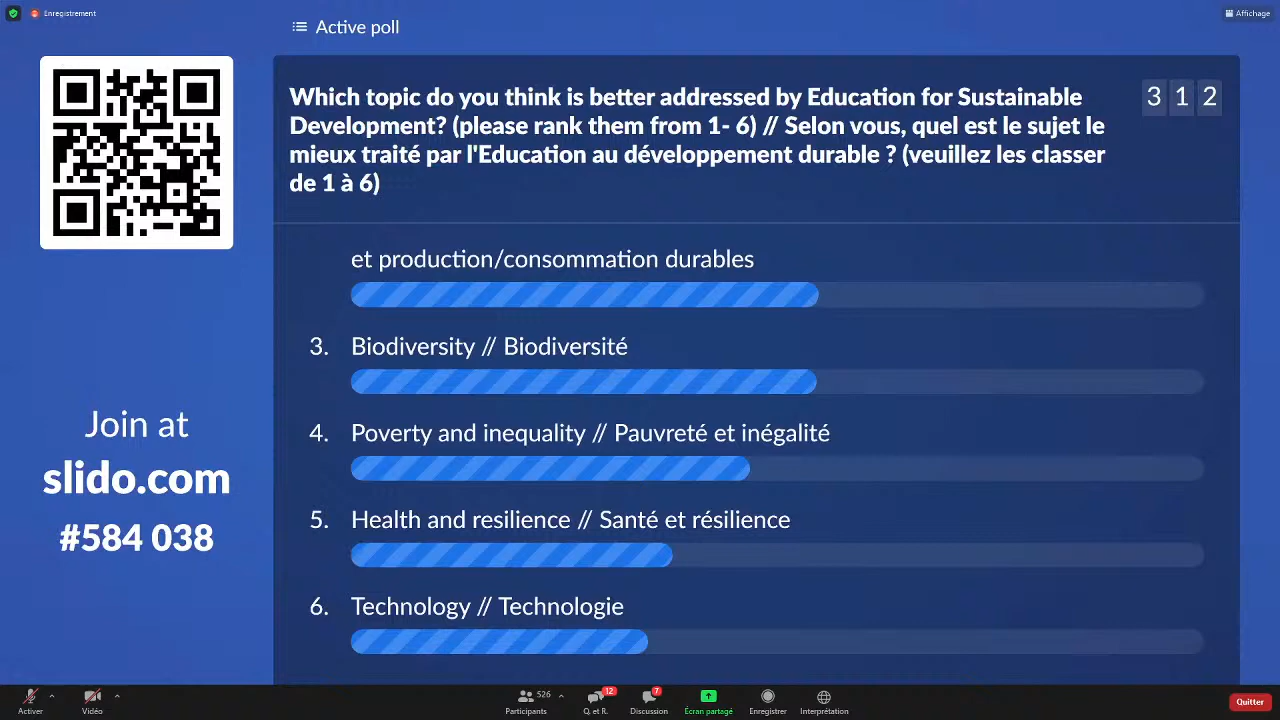 Enregistrement
Affichage
Active poll
Which topic do you think is better addressed by Education for Sustainable
Development? (please rank them from 1- 6) // Selon vous, quel est le sujet le
mieux traité par l'Education au développement durable ? (veuillez les classer
de 1 à 6)
3 1 2
et production/consommation durables
3. Biodiversity // Biodiversité
4. Poverty and inequality // Pauvreté et inégalité
5. Health and resilience // Santé et résilience
6. Technology // Technologie
Join at
slido.com
#584 038
526
12
7
Activer
Vidéo
Participants
Q. et R.
Discussion
Écran partagé
Enregistrer
Interprétation
Quitter